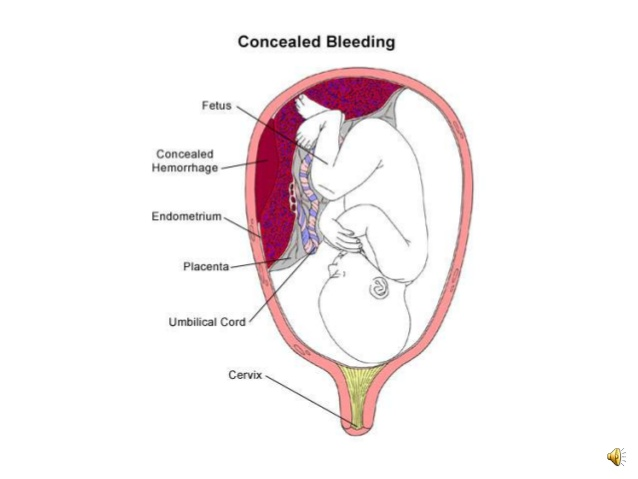 Concealed Bleeding
Fetus
Concealed
Hemorrhage
Endometrium
Placenta
Umbilical Cord
Cervix